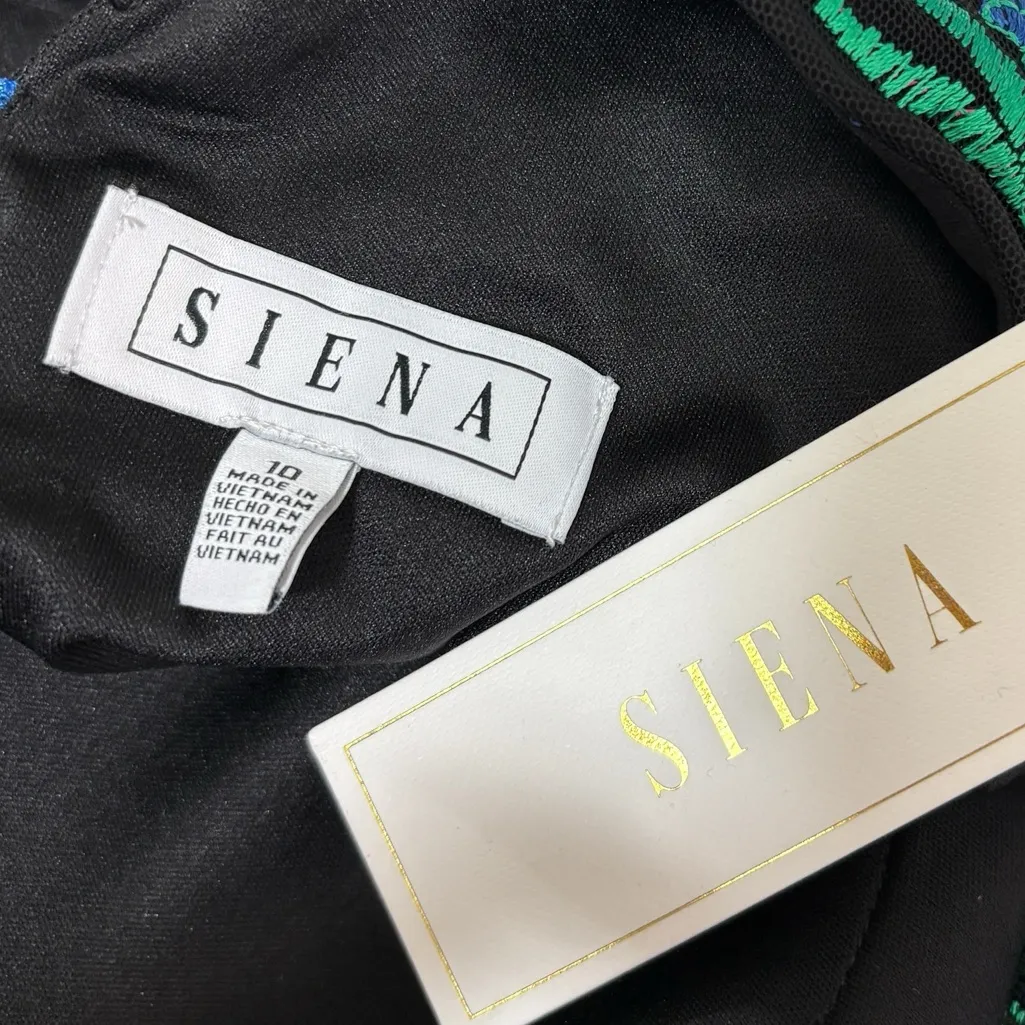 SIENA
10
MADE IN
VIETNAM
HECHO EN
VIETNAM
FAIT AU
VIETNAM
SIENA